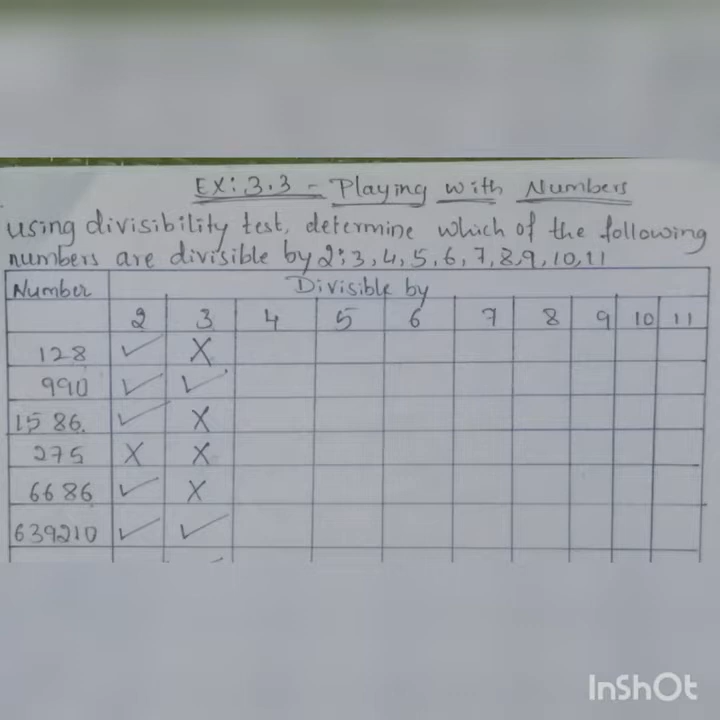 EX: 3.3 - Playing with Numbers
using divisibility test, determine which of the following
numbers are divisible by 2; 3, 4, 5, 6, 7, 8, 9, 10, 11
Number Divisible by
2 3 4 5 6 7 8 9 10 11
128 ✓ X
990 ✓ ✓
1586. ✓ X
275 X X
6686 ✓ X
639210 ✓ ✓
InShOt